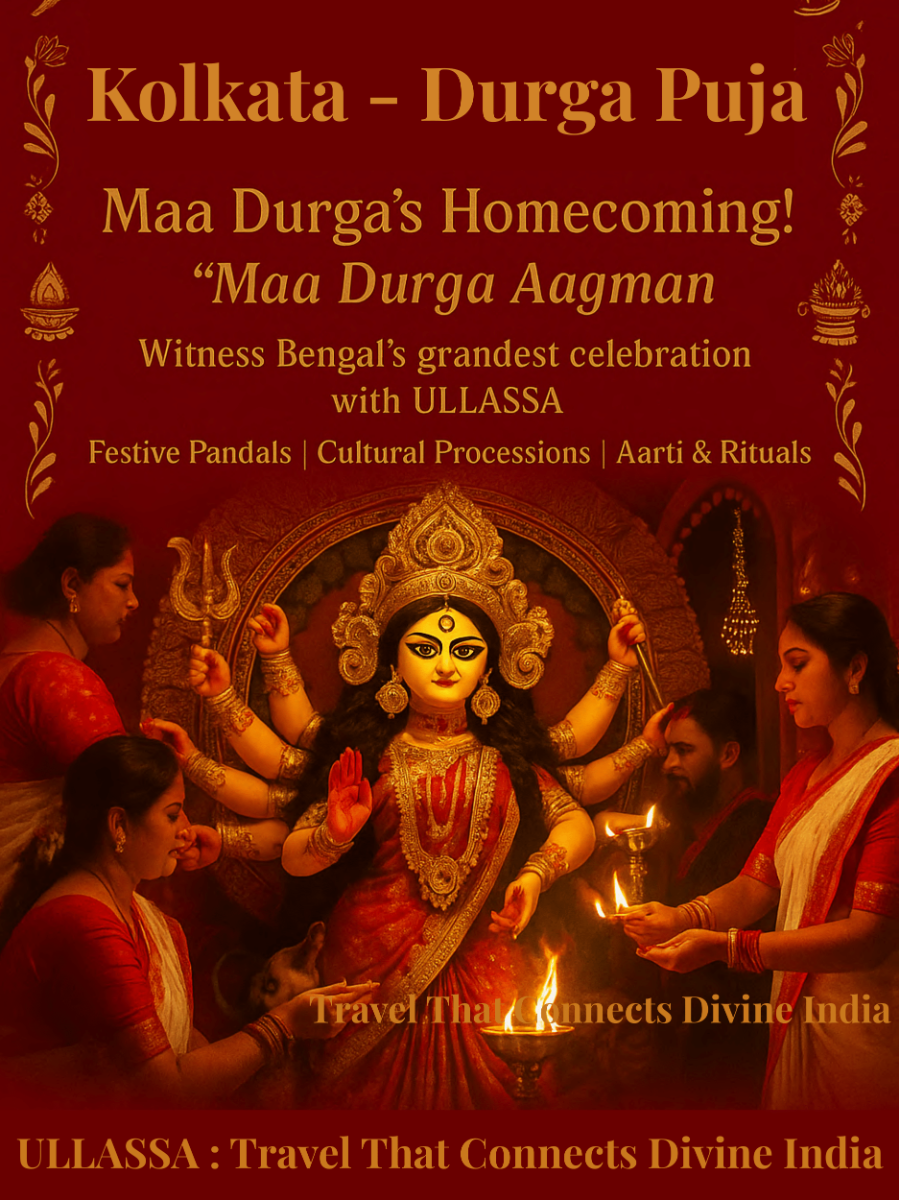 Kolkata - Durga Puja
Maa Durga’s Homecoming!
“Maa Durga Aagman
Witness Bengal’s grandest celebration
with ULLASSA
Festive Pandals | Cultural Processions | Aarti & Rituals
Travel That Connects Divine India
ULLASSA : Travel That Connects Divine India